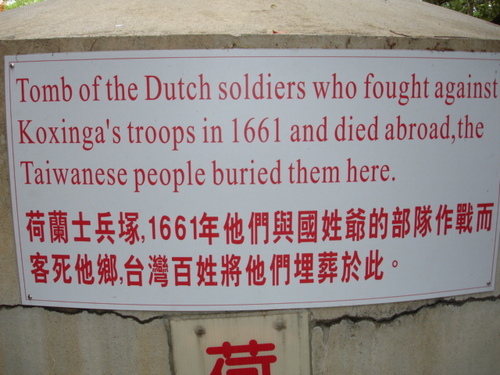 Tomb of the Dutch soldiers who fought against
Koxinga's troops in 1661 and died abroad,the
Taiwanese people buried them here.
荷蘭士兵塚,1661年他們與國姓爺的部隊作戰而
客死他鄉,台灣百姓將他們埋葬於此。
荷